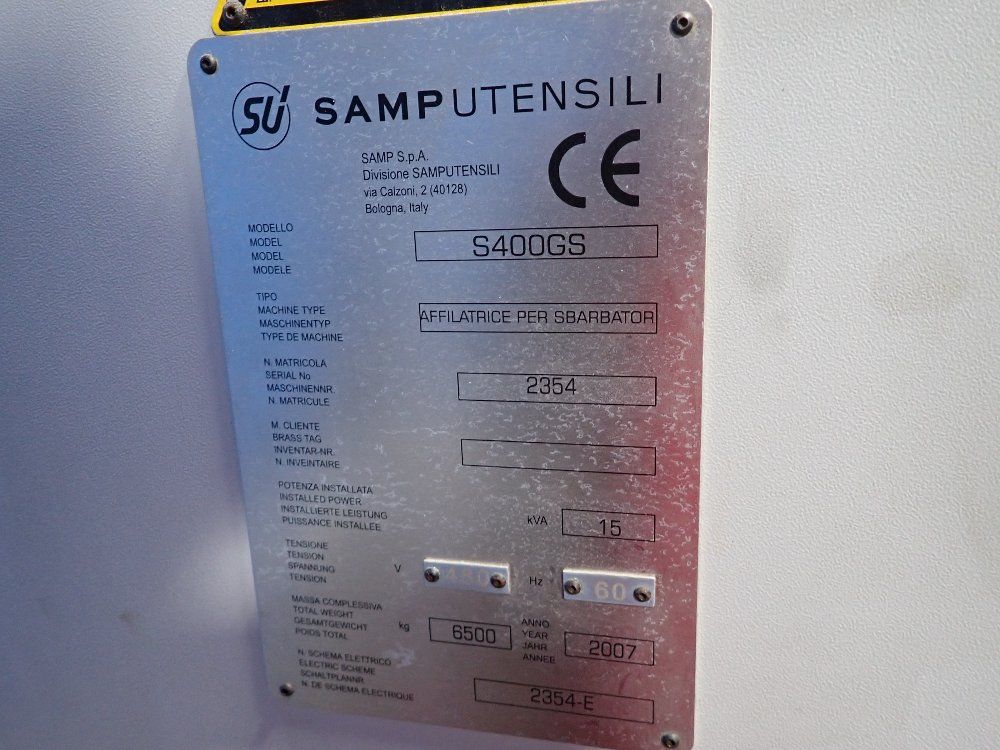 SU
SAMPUTENSILI
SAMP S.p.A.
Divisione SAMPUTENSILI
via Calzoni, 2 (40128)
Bologna, Italy
CE
MODELLO
MODEL
MODEL
MODELE
S400GS
TIPO
MACHINE TYPE
MASCHINENTYP
TYPE DE MACHINE
AFFILATRICE PER SBARBATOR
N. MATRICOLA
SERIAL No
MASCHINENNR.
N. MATRICULE
2354
M. CLIENTE
BRASS TAG
INVENTAR-NR.
N. INVEINTAIRE
POTENZA INSTALLATA
INSTALLED POWER
INSTALLIERTE LEISTUNG
PUISSANCE INSTALLEE
kVA 15
TENSIONE
TENSION
SPANNUNG
TENSION
V 480 Hz 60
MASSA COMPLESSIVA
TOTAL WEIGHT
GESAMTGEWICHT
POIDS TOTAL
kg 6500
ANNO
YEAR
JAHR
ANNEE
2007
N. SCHEMA ELETTRICO
ELECTRIC SCHEME
SCHALTPLANNR.
N. DE SCHEMA ELECTRIQUE
2354-E